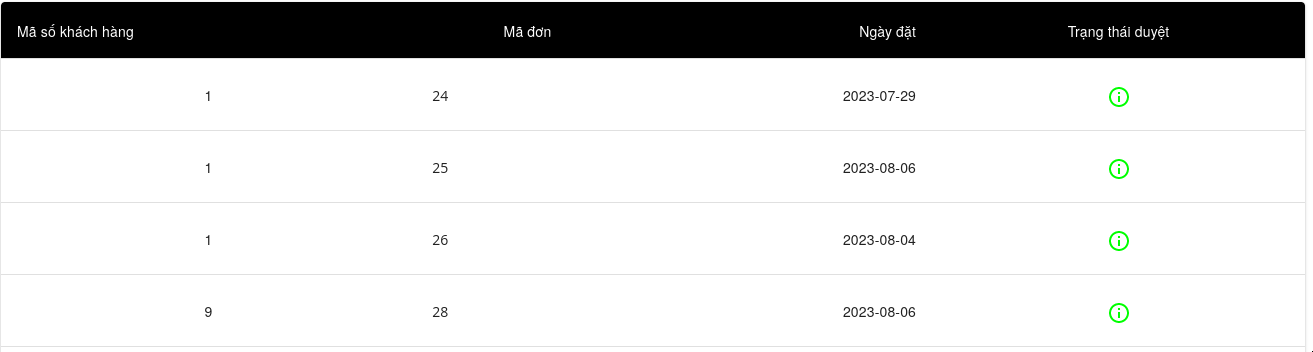 Mã số khách hàng Mã đơn Ngày đặt Trạng thái duyệt
1 24 2023-07-29
1 25 2023-08-06
1 26 2023-08-04
9 28 2023-08-06